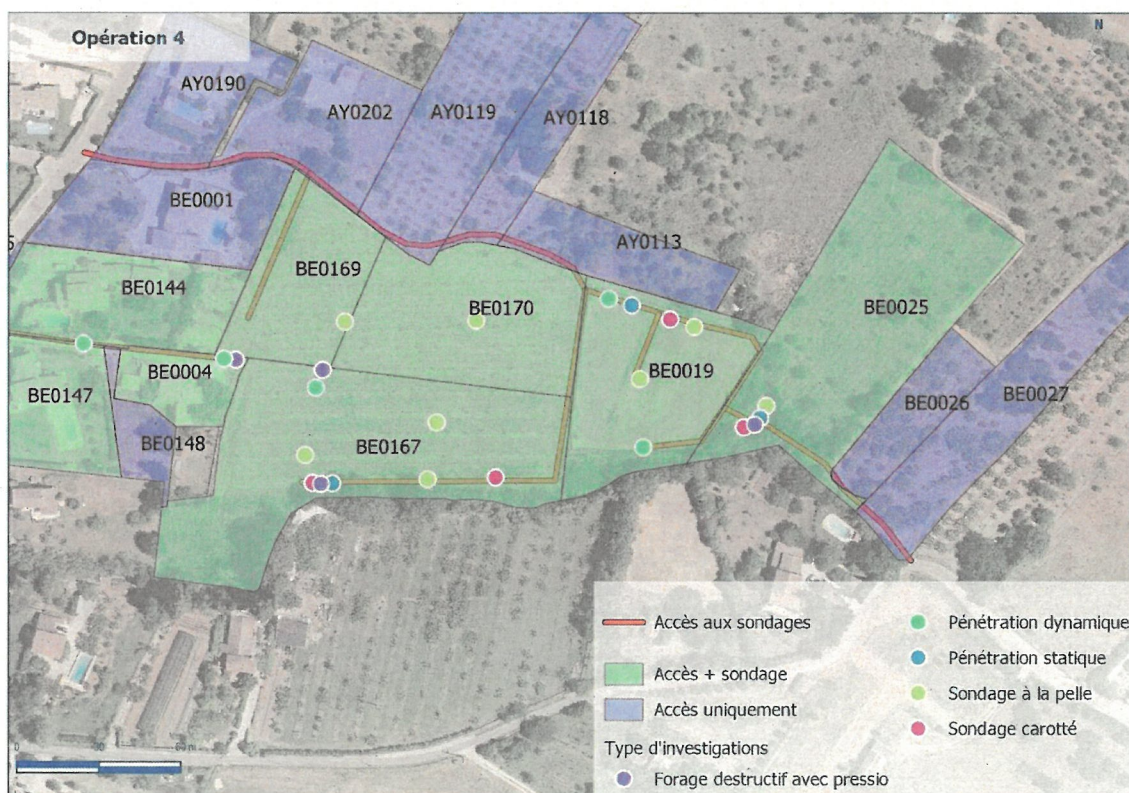 Opération 4
N
AY0190
AY0202
AY0119
AY0118
BE0001
AY0113
BE0144
BE0169
BE0170
BE0025
BE0147
BE0004
BE0019
BE0026
BE0027
BE0148
BE0167
Accès aux sondages
Accès + sondage
Accès uniquement
Type d'investigations
Forage destructif avec pressio
Pénétration dynamique
Pénétration statique
Sondage à la pelle
Sondage carotté
0